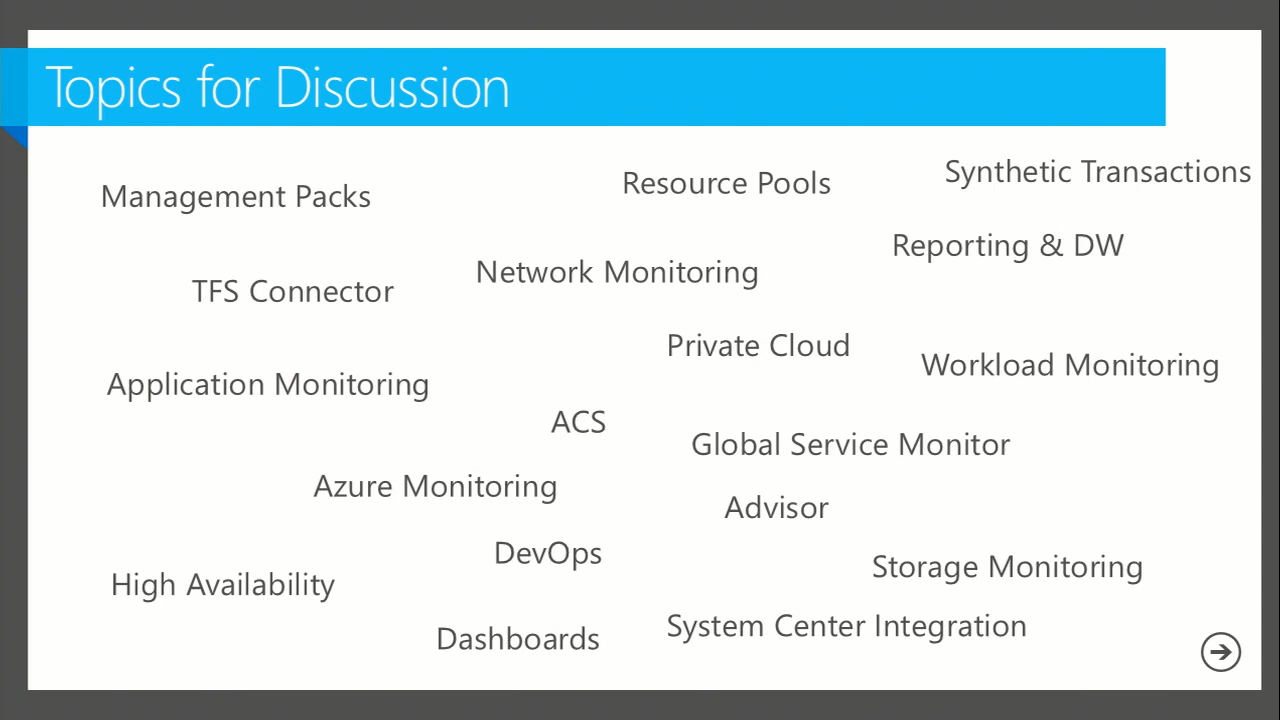 Topics for Discussion
Synthetic Transactions
Resource Pools
Management Packs
Reporting & DW
Network Monitoring
TFS Connector
Private Cloud
Workload Monitoring
Application Monitoring
ACS
Global Service Monitor
Azure Monitoring
Advisor
DevOps
Storage Monitoring
High Availability
System Center Integration
Dashboards